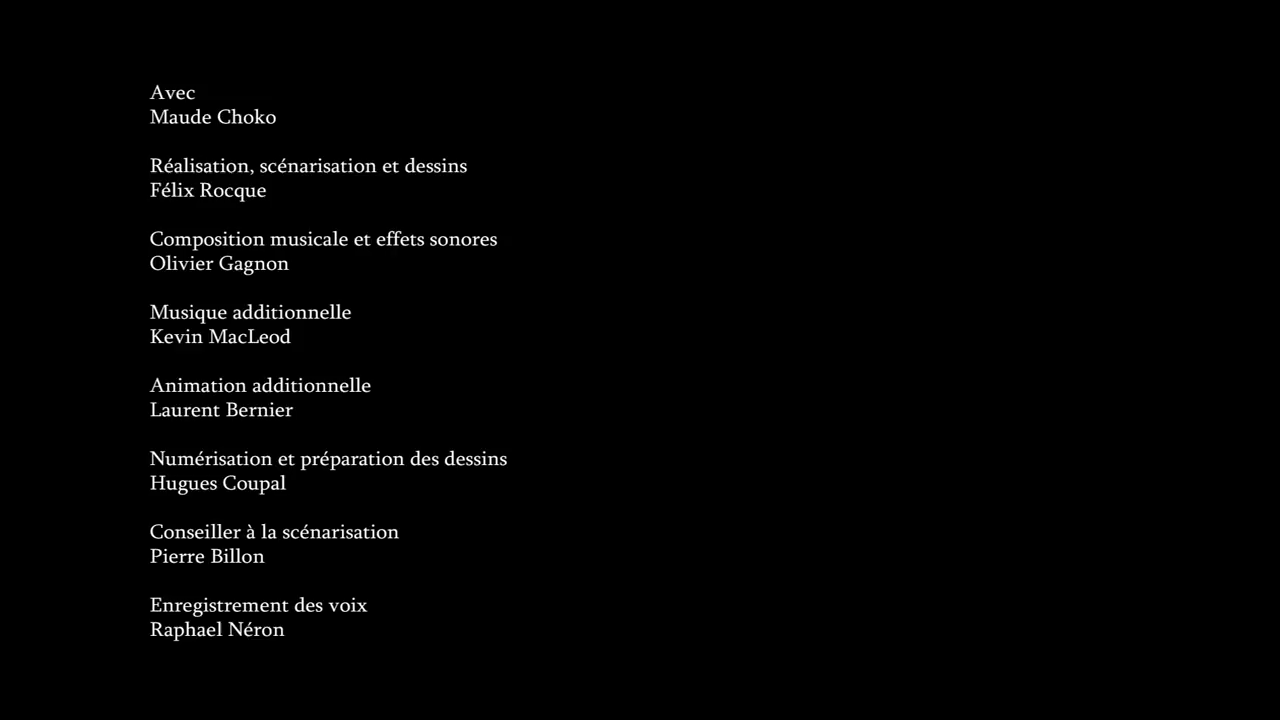 Avec
Maude Choko
Réalisation, scénarisation et dessins
Félix Rocque
Composition musicale et effets sonores
Olivier Gagnon
Musique additionnelle
Kevin MacLeod
Animation additionnelle
Laurent Bernier
Numérisation et préparation des dessins
Hugues Coupal
Conseiller à la scénarisation
Pierre Billon
Enregistrement des voix
Raphael Néron